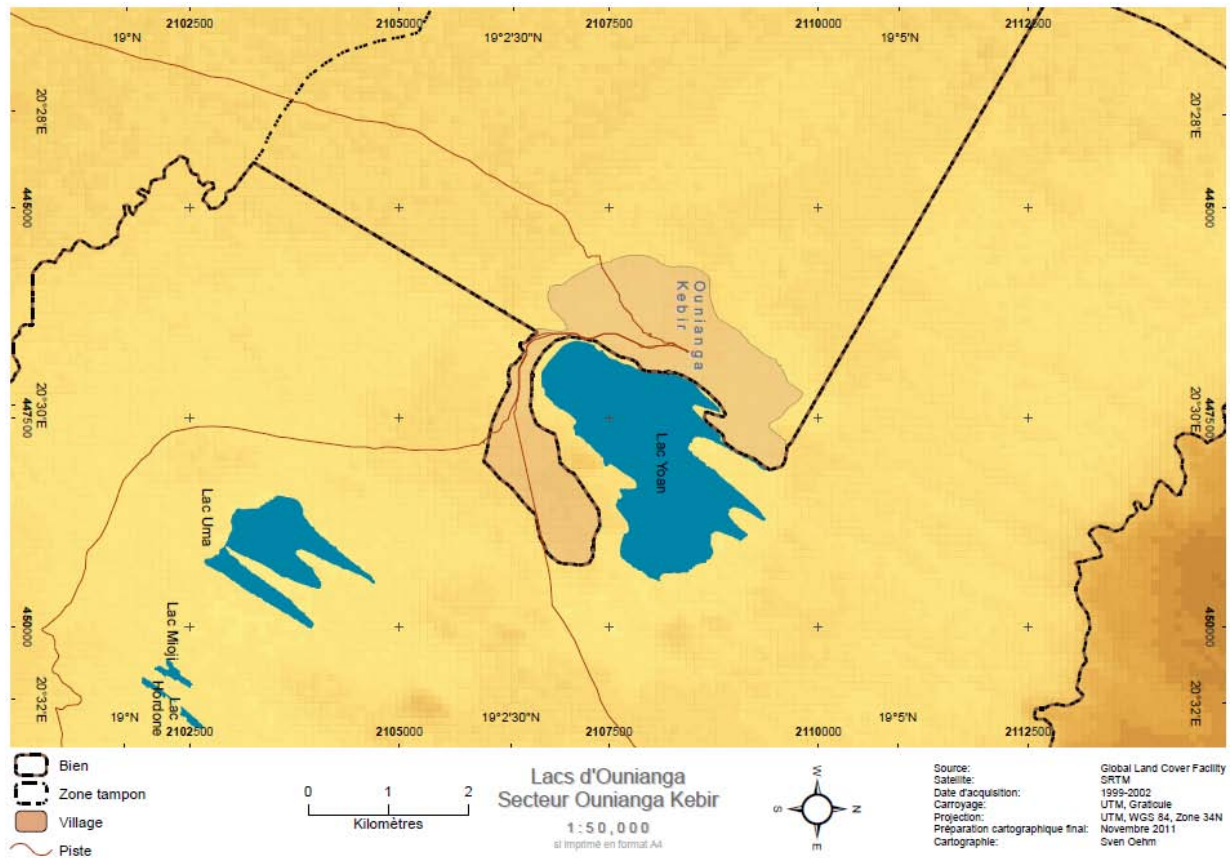 2102500
2105000
2107500
2110000
2112500
19°N
19°2'30"N
19°5'N
20°28'E
20°28'E
445000
445000
Ounianga
Kebir
20°30'E
447500
20°30'E
447500
Lac Yoan
Lac Uma
450000
450000
Lac Mioji
Lac
Hordone
20°32'E
20°32'E
19°N
19°2'30"N
19°5'N
2102500
2105000
2107500
2110000
2112500
Bien
Zone tampon
Village
Piste
0 1 2
Kilomètres
Lacs d'Ounianga
Secteur Ounianga Kebir
1:50,000
si imprimé en format A4
W
S N
E
Source: Global Land Cover Facility
Satellite: SRTM
Date d'acquisition: 1999-2002
Carroyage: UTM, Graticule
Projection: UTM, WGS 84, Zone 34N
Préparation cartographique final: Novembre 2011
Cartographie: Sven Oehm